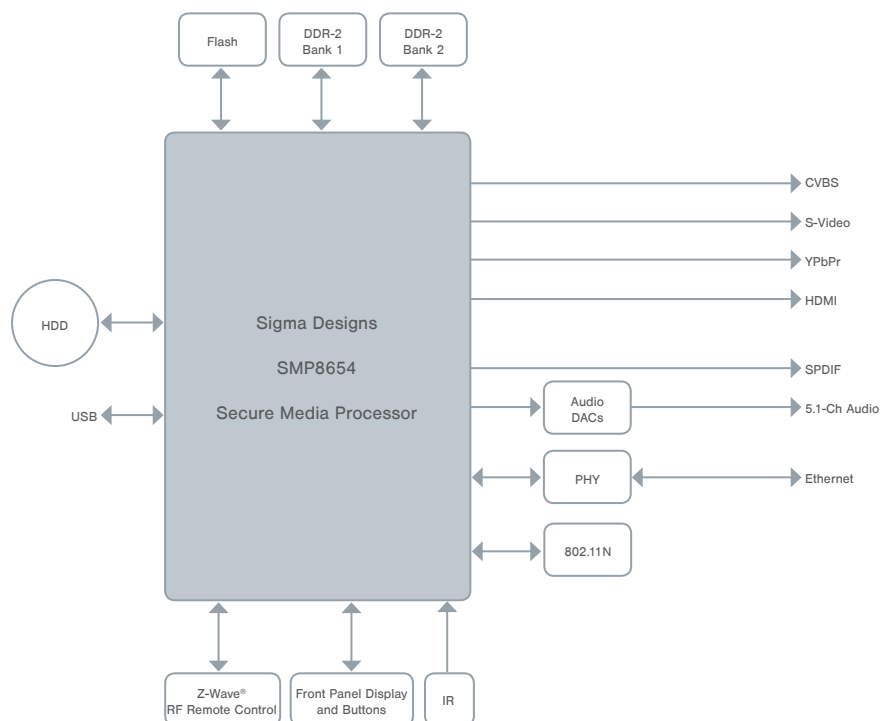 Flash
DDR-2
Bank 1
DDR-2
Bank 2
CVBS
S-Video
YPbPr
HDMI
HDD
Sigma Designs
SMP8654
Secure Media Processor
SPDIF
USB
Audio
DACs
5.1-Ch Audio
PHY
Ethernet
802.11N
Z-Wave®
RF Remote Control
Front Panel Display
and Buttons
IR